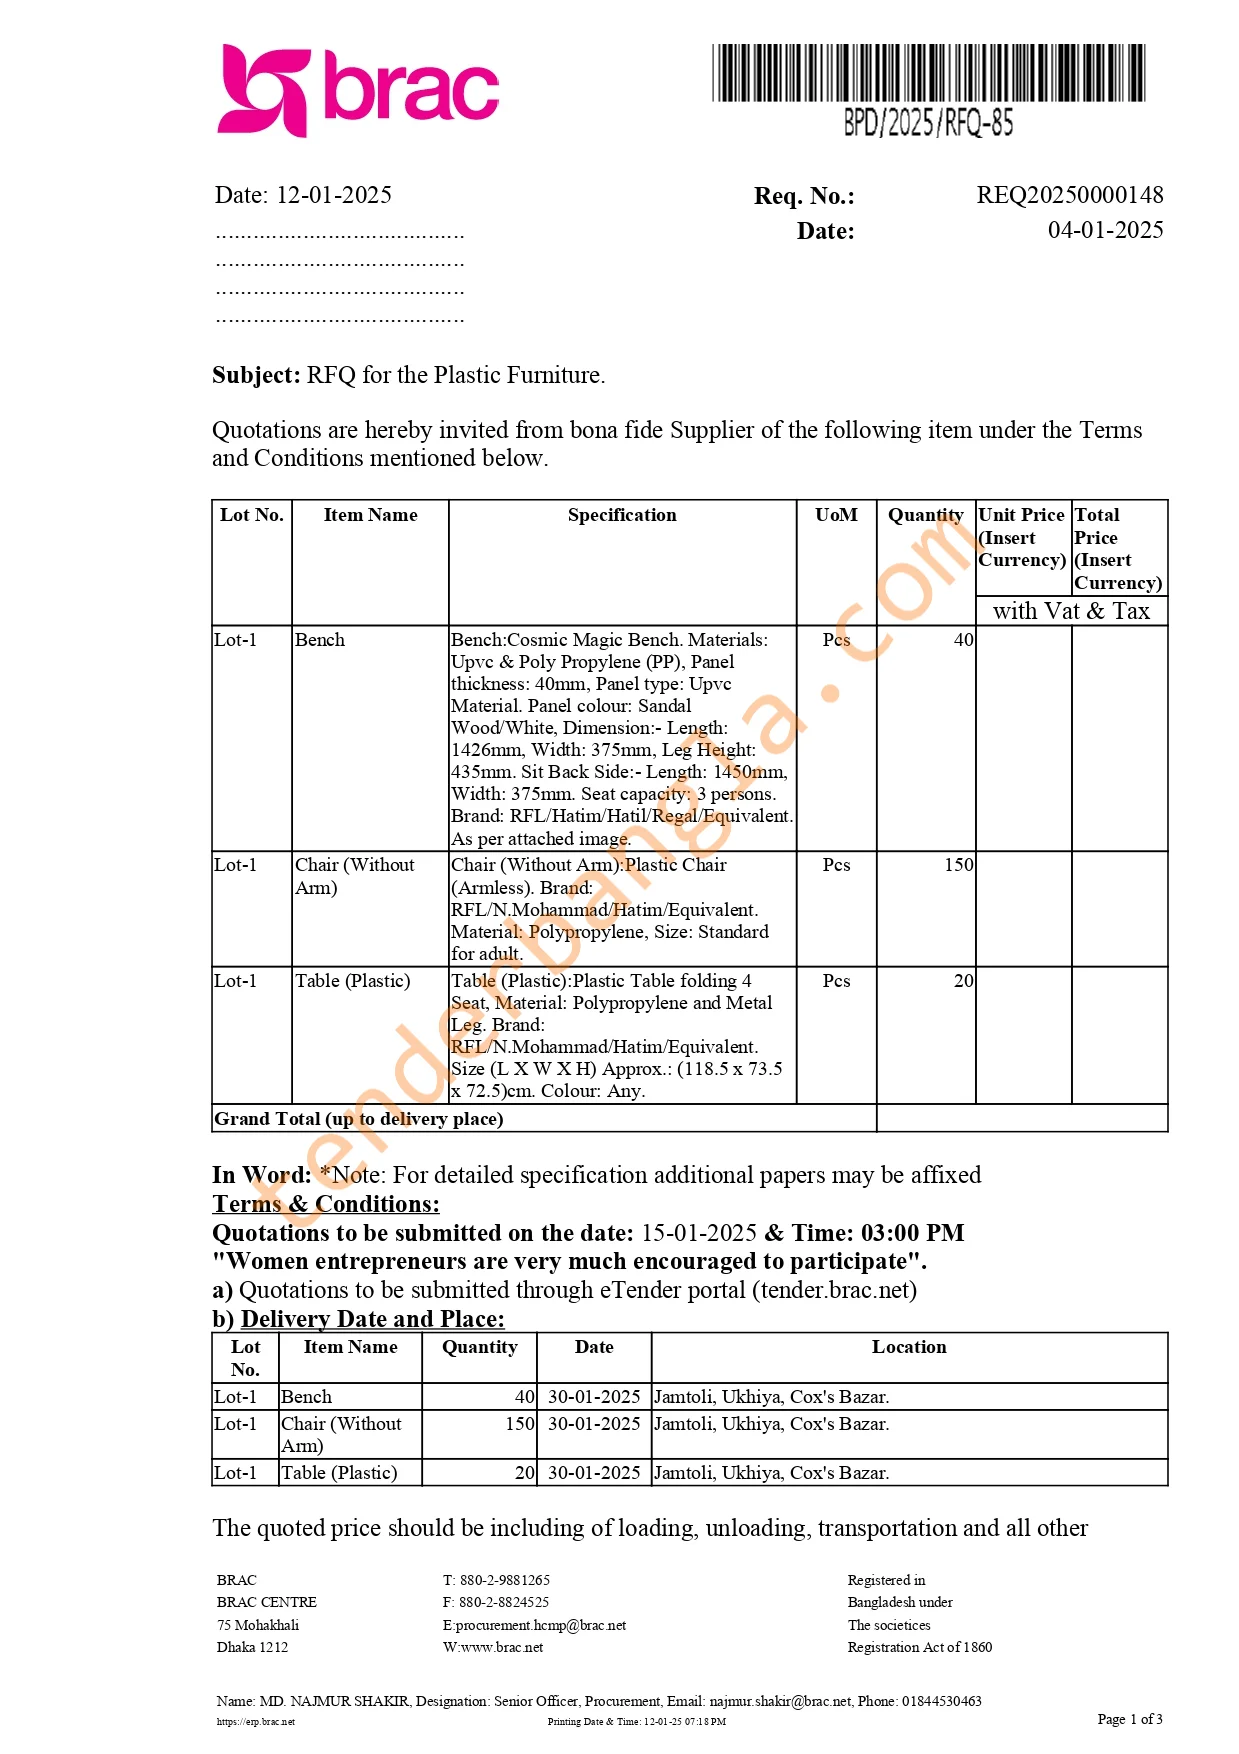 brac
BPD/2025/RFQ-85
Date: 12-01-2025
Req. No.: REQ20250000148
Date: 04-01-2025
........................................
........................................
........................................
........................................
Subject: RFQ for the Plastic Furniture.
Quotations are hereby invited from bona fide Supplier of the following item under the Terms
and Conditions mentioned below.
Lot No. Item Name Specification UoM Quantity Unit Price Total
(Insert Price
Currency) (Insert
Currency)
with Vat & Tax
Lot-1 Bench Bench:Cosmic Magic Bench. Materials: Pcs 40
Upvc & Poly Propylene (PP), Panel
thickness: 40mm, Panel type: Upvc
Material. Panel colour: Sandal
Wood/White, Dimension:- Length:
1426mm, Width: 375mm, Leg Height:
435mm. Sit Back Side:- Length: 1450mm,
Width: 375mm. Seat capacity: 3 persons.
Brand: RFL/Hatim/Hatil/Regal/Equivalent.
As per attached image.
Lot-1 Chair (Without Chair (Without Arm):Plastic Chair Pcs 150
Arm) (Armless). Brand:
RFL/N.Mohammad/Hatim/Equivalent.
Material: Polypropylene, Size: Standard
for adult.
Lot-1 Table (Plastic) Table (Plastic):Plastic Table folding 4 Pcs 20
Seat, Material: Polypropylene and Metal
Leg. Brand:
RFL/N.Mohammad/Hatim/Equivalent.
Size (L X W X H) Approx.: (118.5 x 73.5
x 72.5)cm. Colour: Any.
Grand Total (up to delivery place)
tenderbangla.com
In Word: *Note: For detailed specification additional papers may be affixed
Terms & Conditions:
Quotations to be submitted on the date: 15-01-2025 & Time: 03:00 PM
"Women entrepreneurs are very much encouraged to participate".
a) Quotations to be submitted through eTender portal (tender.brac.net)
b) Delivery Date and Place:
Lot Item Name Quantity Date Location
No.
Lot-1 Bench 40 30-01-2025 Jamtoli, Ukhiya, Cox's Bazar.
Lot-1 Chair (Without 150 30-01-2025 Jamtoli, Ukhiya, Cox's Bazar.
Arm)
Lot-1 Table (Plastic) 20 30-01-2025 Jamtoli, Ukhiya, Cox's Bazar.
The quoted price should be including of loading, unloading, transportation and all other
BRAC T: 880-2-9881265 Registered in
BRAC CENTRE F: 880-2-8824525 Bangladesh under
75 Mohakhali E:procurement.hcmp@brac.net The societices
Dhaka 1212 W:www.brac.net Registration Act of 1860
Name: MD. NAJMUR SHAKIR, Designation: Senior Officer, Procurement, Email: najmur.shakir@brac.net, Phone: 01844530463
https://erp.brac.net Printing Date & Time: 12-01-25 07:18 PM Page 1 of 3